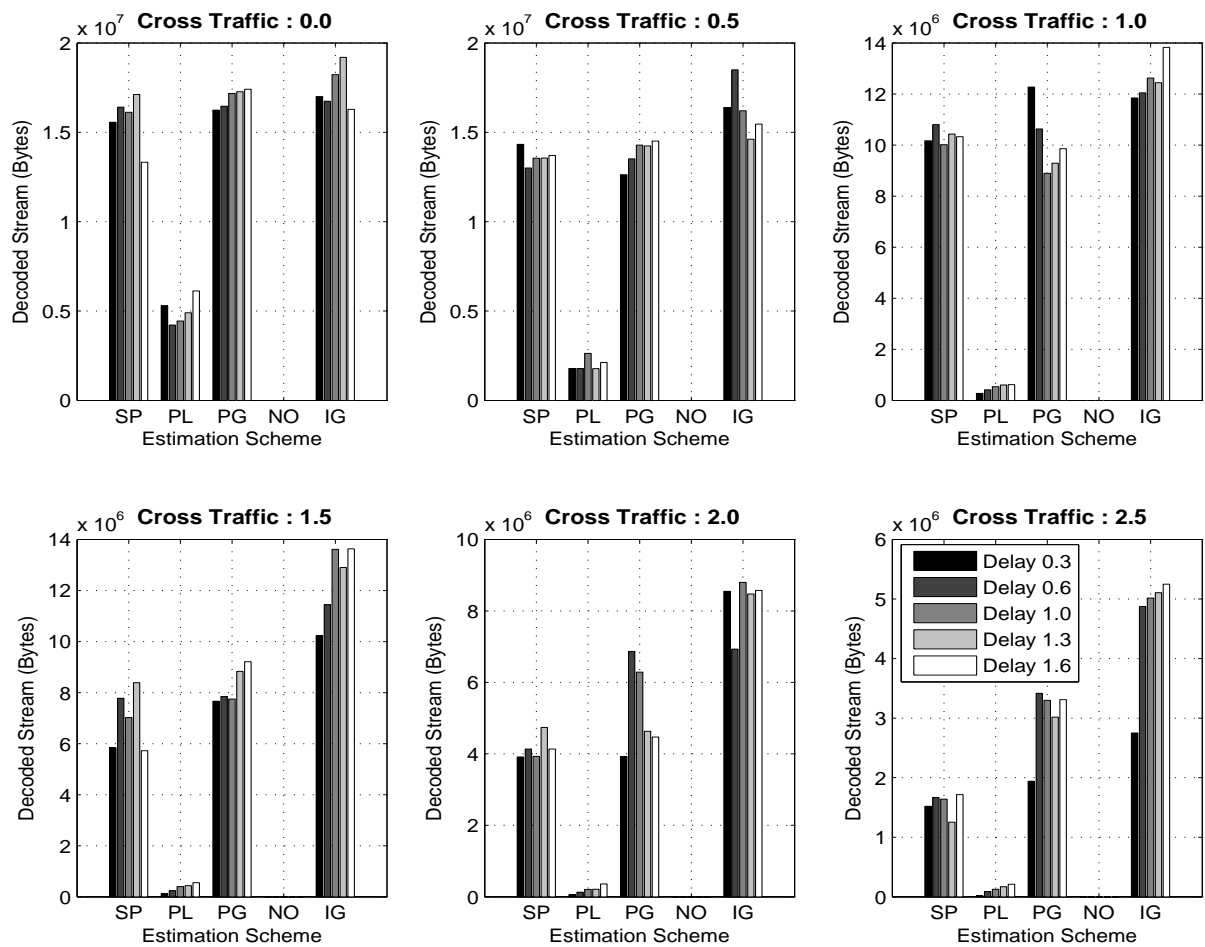 x 10^7 Cross Traffic : 0.0
2
1.5
1
0.5
0
Decoded Stream (Bytes)
SP PL PG NO IG
Estimation Scheme
x 10^7 Cross Traffic : 0.5
2
1.5
1
0.5
0
Decoded Stream (Bytes)
SP PL PG NO IG
Estimation Scheme
x 10^6 Cross Traffic : 1.0
14
12
10
8
6
4
2
0
Decoded Stream (Bytes)
SP PL PG NO IG
Estimation Scheme
x 10^6 Cross Traffic : 1.5
14
12
10
8
6
4
2
0
Decoded Stream (Bytes)
SP PL PG NO IG
Estimation Scheme
x 10^6 Cross Traffic : 2.0
10
8
6
4
2
0
Decoded Stream (Bytes)
SP PL PG NO IG
Estimation Scheme
x 10^6 Cross Traffic : 2.5
6
5
4
3
2
1
0
Decoded Stream (Bytes)
Delay 0.3
Delay 0.6
Delay 1.0
Delay 1.3
Delay 1.6
SP PL PG NO IG
Estimation Scheme